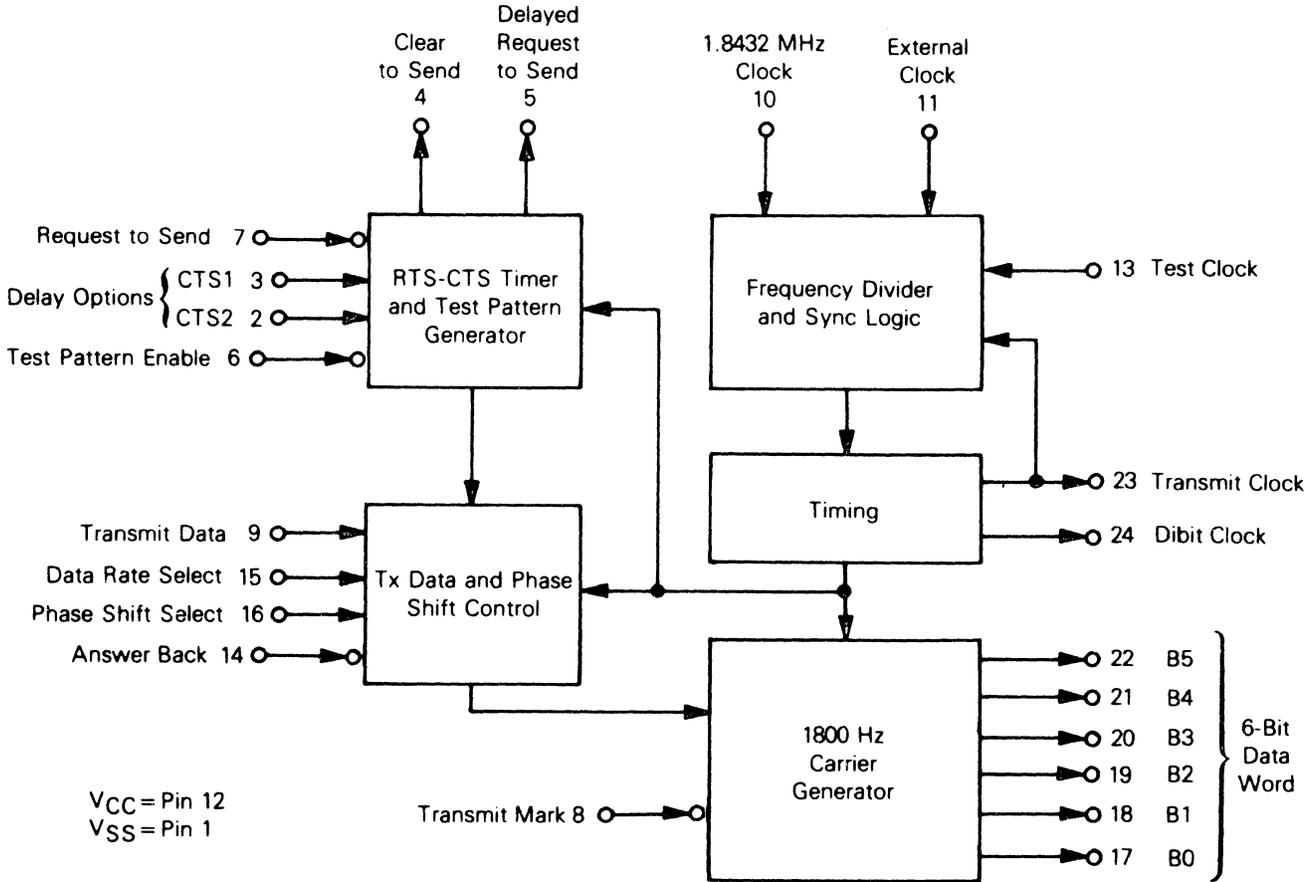 Clear
to Send
4
Delayed
Request
to Send
5
1.8432 MHz
Clock
10
External
Clock
11
Request to Send 7
Delay Options
CTS1 3
CTS2 2
Test Pattern Enable 6
RTS-CTS Timer
and Test Pattern
Generator
Frequency Divider
and Sync Logic
13 Test Clock
Timing
23 Transmit Clock
24 Dibit Clock
Transmit Data 9
Data Rate Select 15
Phase Shift Select 16
Answer Back 14
Tx Data and Phase
Shift Control
1800 Hz
Carrier
Generator
Transmit Mark 8
22 B5
21 B4
20 B3
19 B2
18 B1
17 B0
6-Bit
Data
Word
VCC = Pin 12
VSS = Pin 1